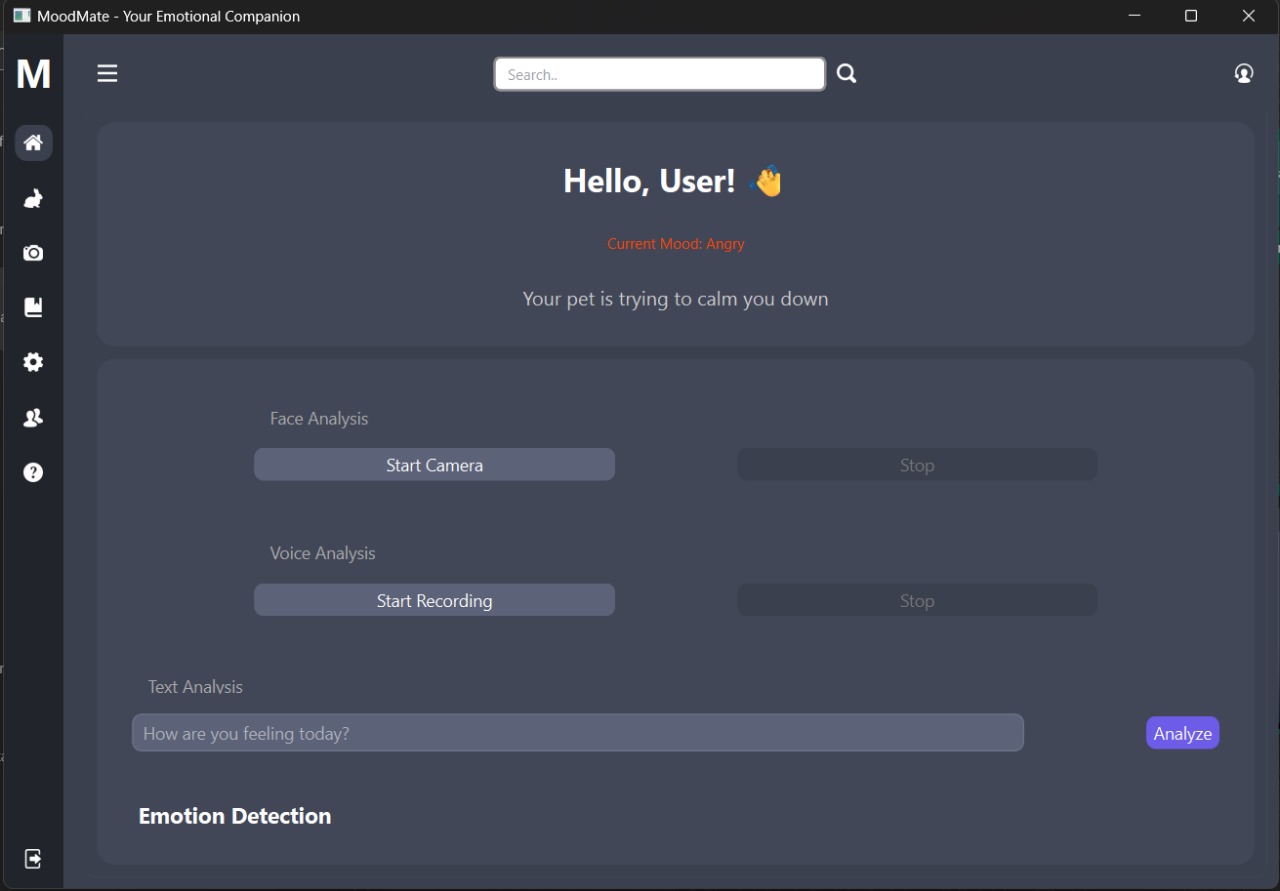 MoodMate - Your Emotional Companion
M
Search..
Hello, User! 👋
Current Mood: Angry
Your pet is trying to calm you down
Face Analysis
Start Camera
Stop
Voice Analysis
Start Recording
Stop
Text Analysis
How are you feeling today?
Analyze
Emotion Detection